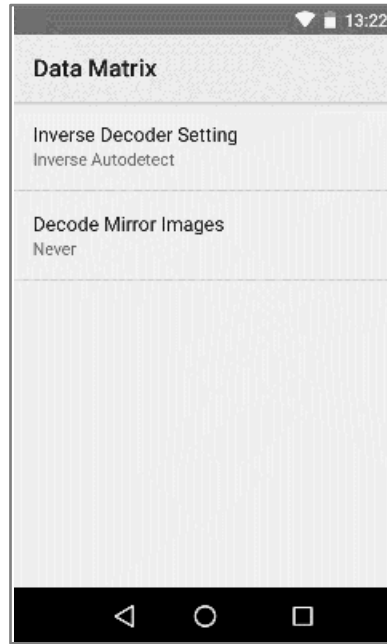 13:22
Data Matrix
Inverse Decoder Setting
Inverse Autodetect
Decode Mirror Images
Never